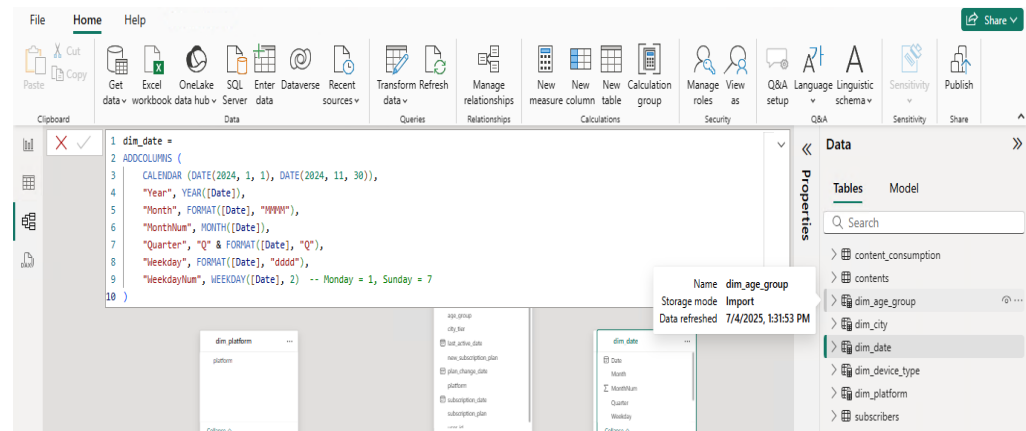 File Home Help Share
Cut
Copy
Paste
Get data
Excel workbook
OneLake data hub
SQL Server
Enter data
Dataverse
Recent sources
Transform data
Refresh
Manage relationships
New measure
New column
New table
Calculation group
Manage roles
View as
Q&A setup
Language
Linguistic schema
Sensitivity
Publish
Clipboard Data Queries Relationships Calculations Security Q&A Sensitivity Share
1 dim_date =
2 ADDCOLUMNS (
3 CALENDAR (DATE(2024, 1, 1), DATE(2024, 11, 30)),
4 "Year", YEAR([Date]),
5 "Month", FORMAT([Date], "MMMM"),
6 "MonthNum", MONTH([Date]),
7 "Quarter", "Q" & FORMAT([Date], "Q"),
8 "Weekday", FORMAT([Date], "dddd"),
9 "WeekdayNum", WEEKDAY([Date], 2) -- Monday = 1, Sunday = 7
10 )
dim_platform
platform
age_group
city_tier
last_active_date
new_subscription_plan
plan_change_date
platform
subscription_date
subscription_plan
dim_date
Date
Month
MonthNum
Quarter
Weekday
Name dim_age_group
Storage mode Import
Data refreshed 7/4/2025, 1:31:53 PM
Properties
Data
Tables Model
Search
content_consumption
contents
dim_age_group
dim_city
dim_date
dim_device_type
dim_platform
subscribers